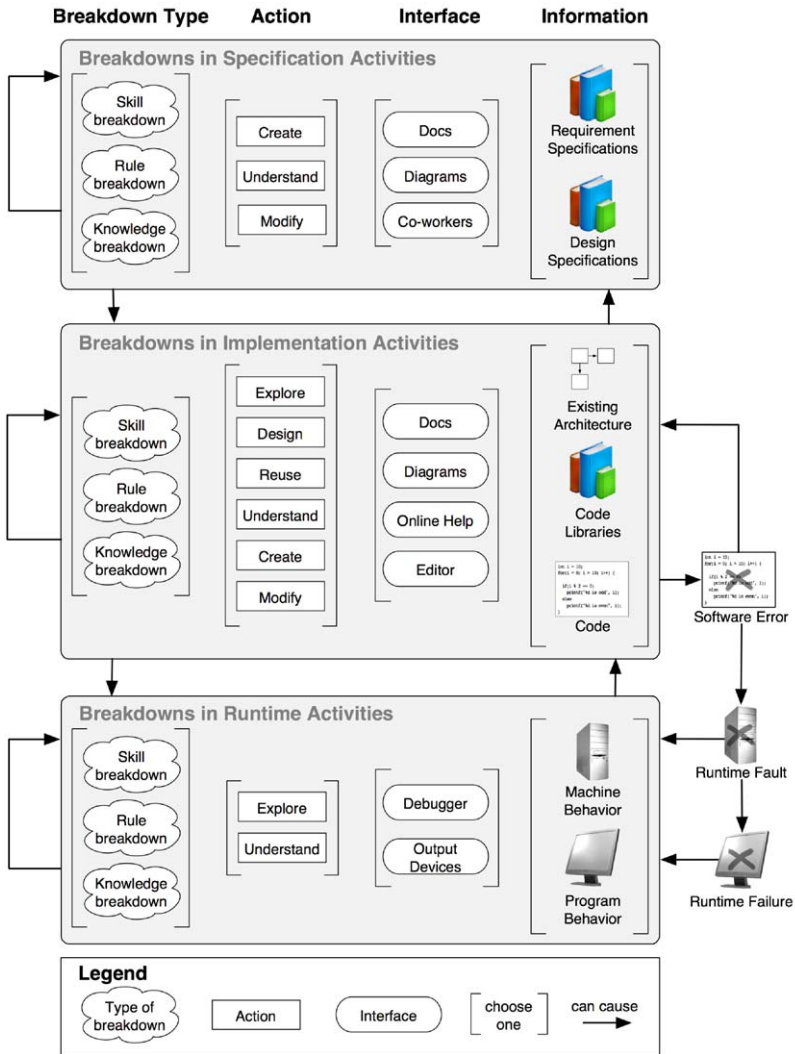 Breakdown Type Action Interface Information
Breakdowns in Specification Activities
Skill
breakdown
Rule
breakdown
Knowledge
breakdown
Create
Understand
Modify
Docs
Diagrams
Co-workers
Requirement
Specifications
Design
Specifications
Breakdowns in Implementation Activities
Skill
breakdown
Rule
breakdown
Knowledge
breakdown
Explore
Design
Reuse
Understand
Create
Modify
Docs
Diagrams
Online Help
Editor
Existing
Architecture
Code
Libraries
Code
Software Error
Breakdowns in Runtime Activities
Skill
breakdown
Rule
breakdown
Knowledge
breakdown
Explore
Understand
Debugger
Output
Devices
Machine
Behavior
Program
Behavior
Runtime Fault
Runtime Failure
Legend
Type of
breakdown
Action
Interface
choose
one
can cause